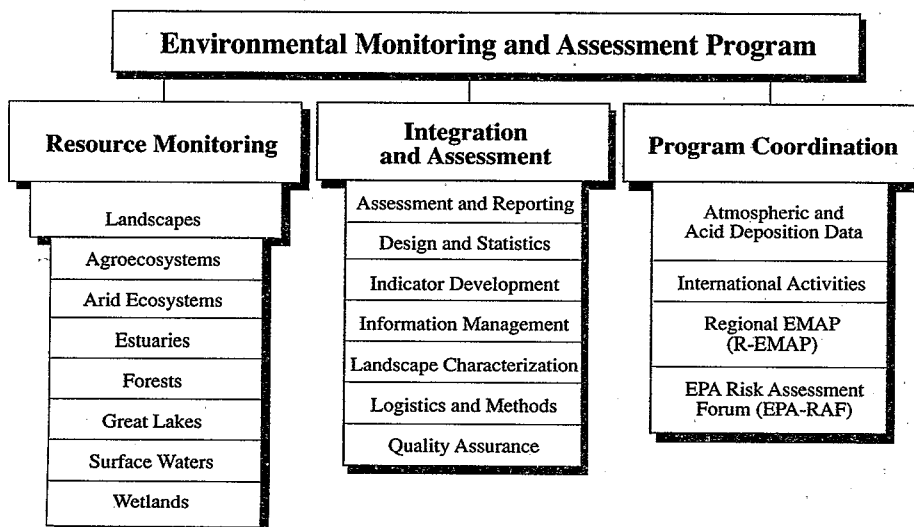 Environmental Monitoring and Assessment Program
Resource Monitoring
Landscapes
Agroecosystems
Arid Ecosystems
Estuaries
Forests
Great Lakes
Surface Waters
Wetlands
Integration
and Assessment
Assessment and Reporting
Design and Statistics
Indicator Development
Information Management
Landscape Characterization
Logistics and Methods
Quality Assurance
Program Coordination
Atmospheric and
Acid Deposition Data
International Activities
Regional EMAP
(R-EMAP)
EPA Risk Assessment
Forum (EPA-RAF)